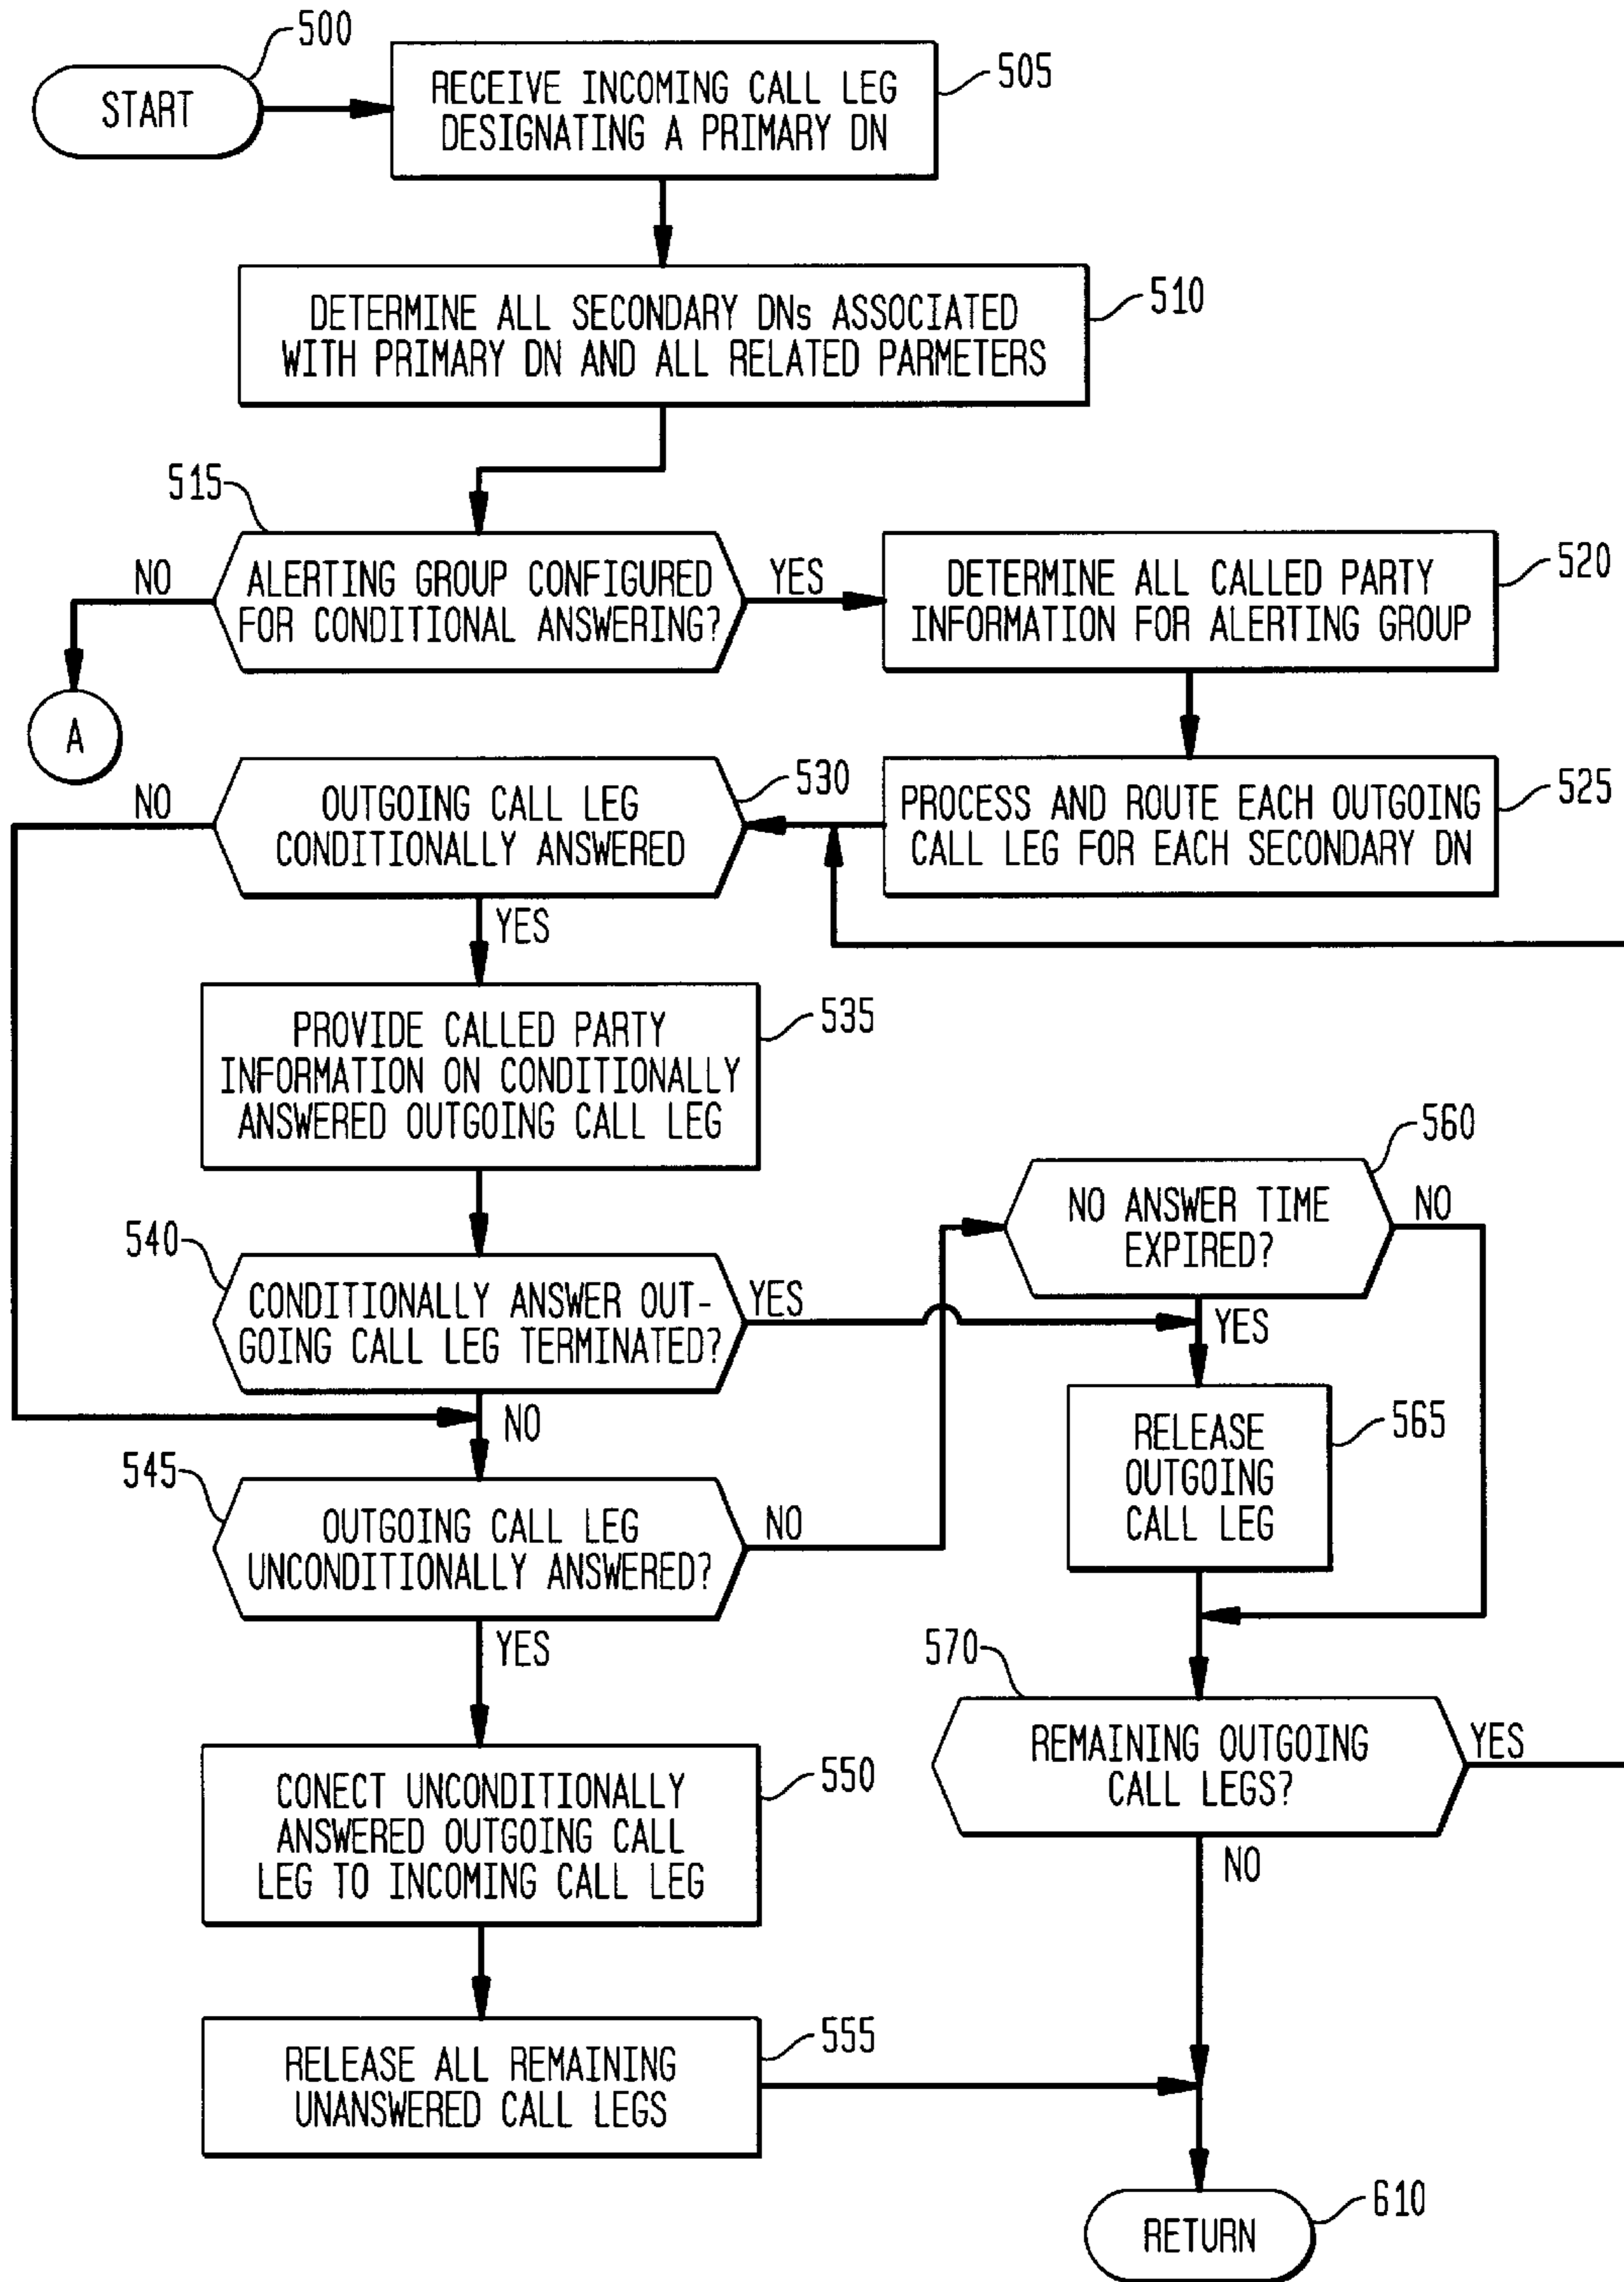 500
START
RECEIVE INCOMING CALL LEG
DESIGNATING A PRIMARY DN
505
DETERMINE ALL SECONDARY DNs ASSOCIATED
WITH PRIMARY DN AND ALL RELATED PARMETERS
510
515
NO
ALERTING GROUP CONFIGURED
FOR CONDITIONAL ANSWERING?
YES
DETERMINE ALL CALLED PARTY
INFORMATION FOR ALERTING GROUP
520
A
NO
OUTGOING CALL LEG
CONDITIONALLY ANSWERED
530
YES
PROCESS AND ROUTE EACH OUTGOING
CALL LEG FOR EACH SECONDARY DN
525
PROVIDE CALLED PARTY
INFORMATION ON CONDITIONALLY
ANSWERED OUTGOING CALL LEG
535
540
CONDITIONALLY ANSWER OUT-
GOING CALL LEG TERMINATED?
YES
NO
560
NO ANSWER TIME
EXPIRED?
NO
YES
RELEASE
OUTGOING
CALL LEG
565
545
OUTGOING CALL LEG
UNCONDITIONALLY ANSWERED?
NO
YES
570
REMAINING OUTGOING
CALL LEGS?
YES
NO
CONECT UNCONDITIONALLY
ANSWERED OUTGOING CALL
LEG TO INCOMING CALL LEG
550
RELEASE ALL REMAINING
UNANSWERED CALL LEGS
555
RETURN
610